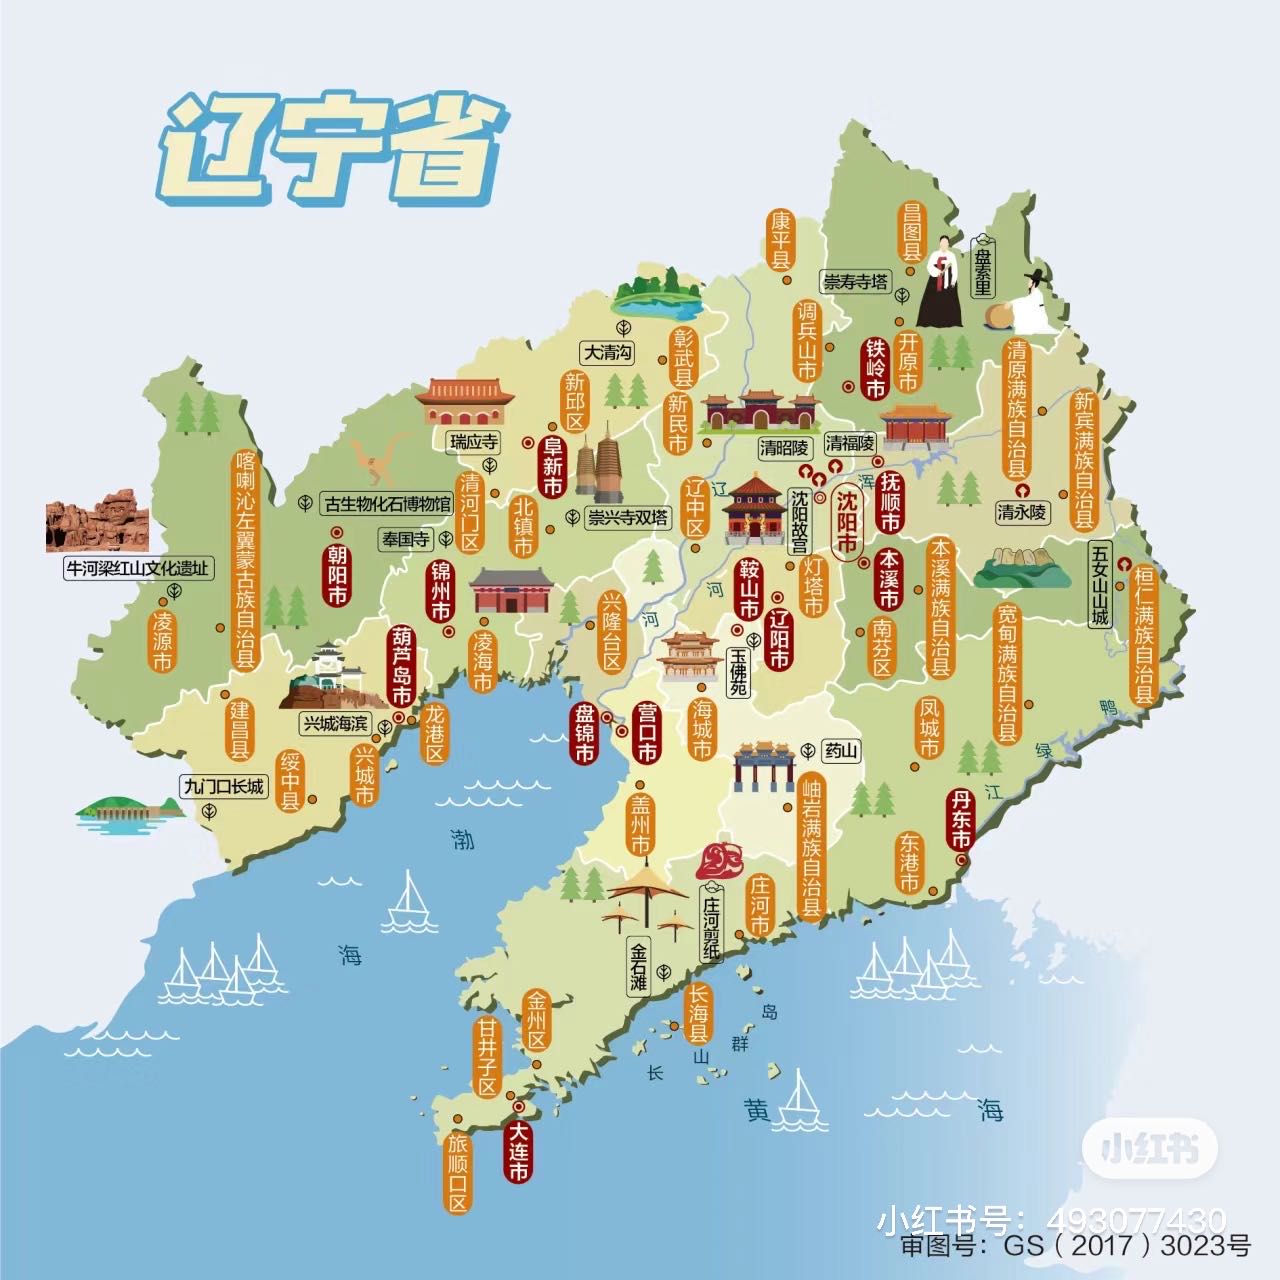 辽宁省
康平县
昌图县
盘索里
崇寿寺塔
调兵山市
大清沟
彰武县
铁岭市
开原市
清原满族自治县
新邱区
新民市
新宾满族自治县
瑞应寺
阜新市
清昭陵
清福陵
喀喇沁左翼蒙古族自治县
古生物化石博物馆
清河门区
北镇市
崇兴寺双塔
辽中区
辽
浑
沈阳故宫
沈阳市
抚顺市
清永陵
奉国寺
朝阳市
锦州市
牛河梁红山文化遗址
凌源市
鞍山市
灯塔市
本溪市
本溪满族自治县
五女山山城
桓仁满族自治县
河
河
兴隆台区
辽阳市
南芬区
宽甸满族自治县
葫芦岛市
凌海市
玉佛苑
建昌县
兴城海滨
龙港区
盘锦市
营口市
海城市
凤城市
鸭
绿
江
药山
绥中县
兴城市
九门口长城
盖州市
岫岩满族自治县
丹东市
东港市
渤
海
庄河市
庄河剪纸
金石滩
长海县
长
山
群
岛
金州区
甘井子区
大连市
旅顺口区
黄
海
小红书
小红书号：493077430
审图号：GS（2017）3023号